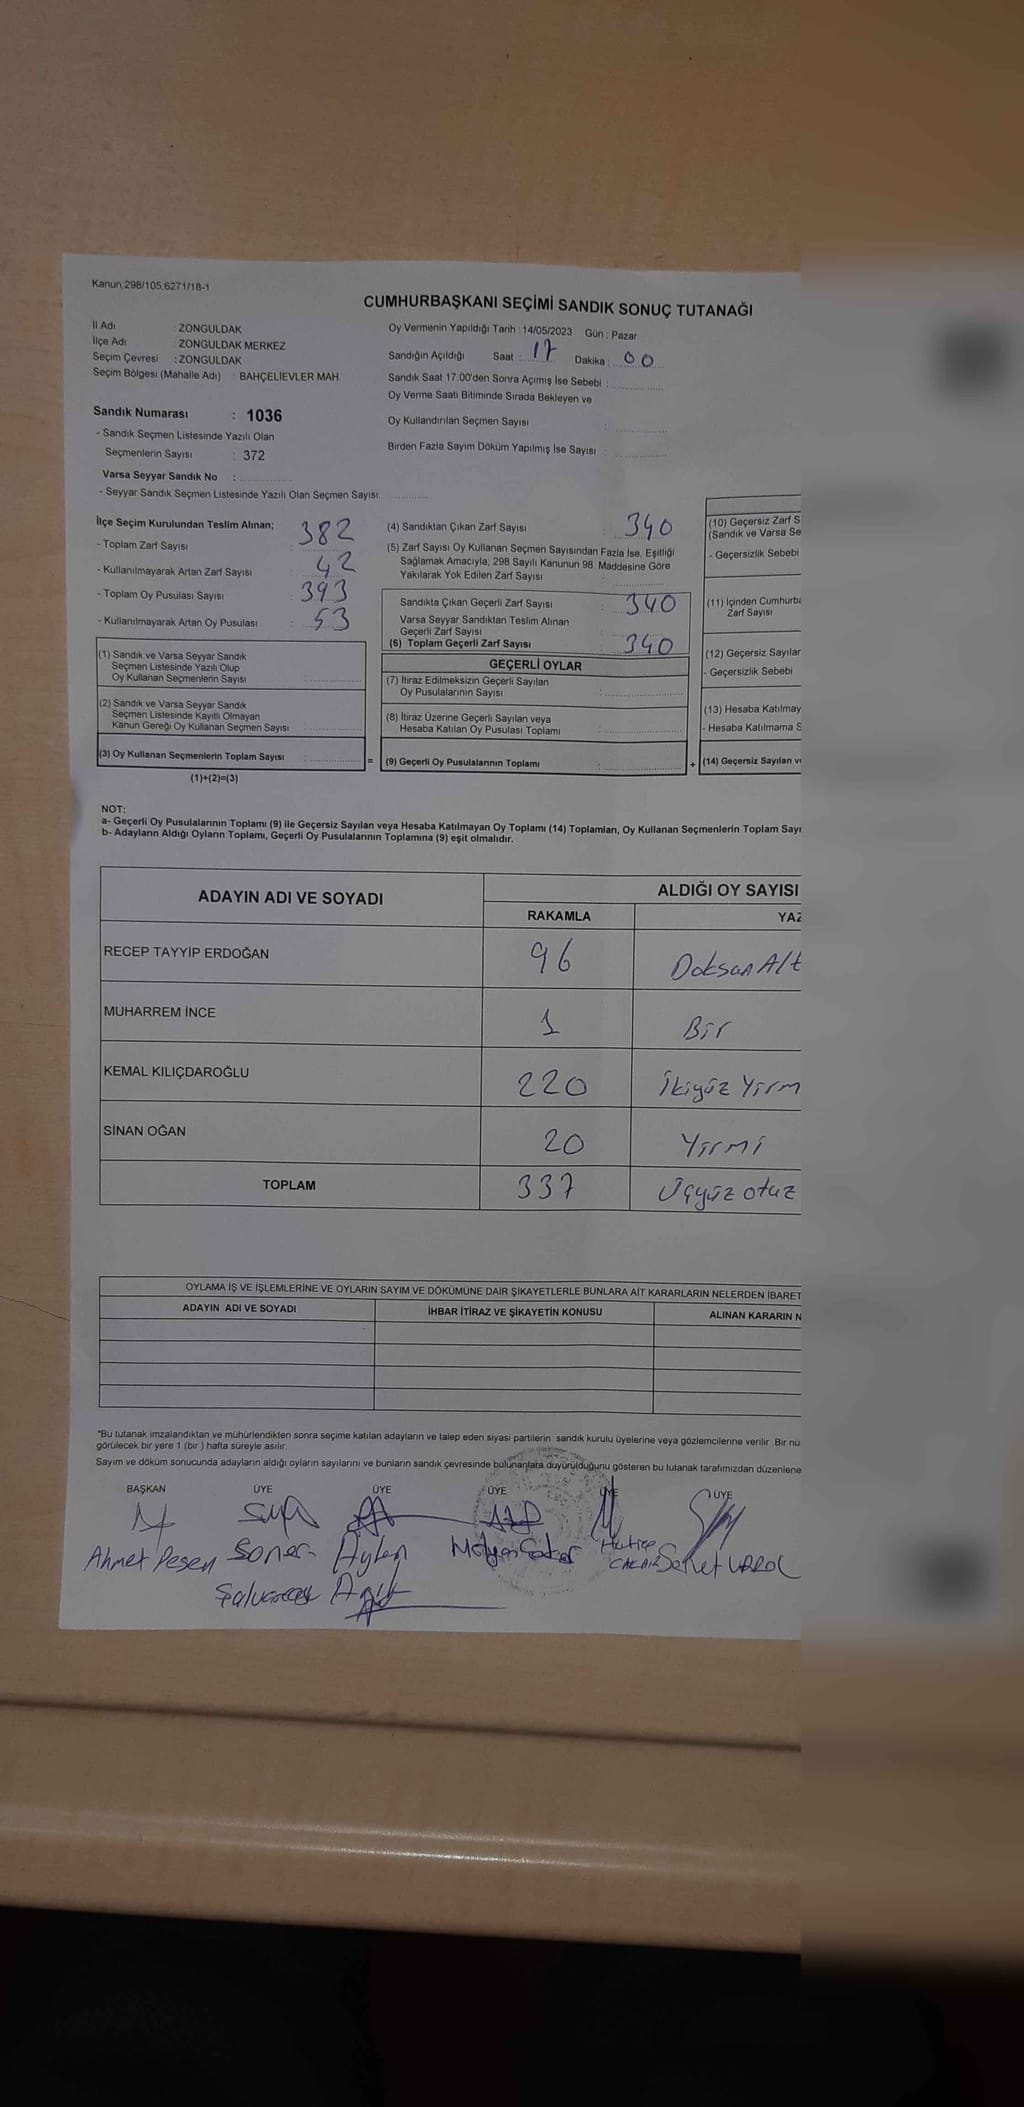 Kanun,298/105,6271/18-1
CUMHURBAŞKANI SEÇİMİ SANDIK SONUÇ TUTANAĞI
İl Adı : ZONGULDAK
İlçe Adı : ZONGULDAK MERKEZ
Seçim Çevresi : ZONGULDAK
Seçim Bölgesi (Mahalle Adı) : BAHÇELİEVLER MAH.
Sandık Numarası : 1036
- Sandık Seçmen Listesinde Yazılı Olan
Seçmenlerin Sayısı : 372
Varsa Seyyar Sandık No :
- Seyyar Sandık Seçmen Listesinde Yazılı Olan Seçmen Sayısı
Oy Vermenin Yapıldığı Tarih : 14/05/2023 Gün : Pazar
Sandığın Açıldığı Saat : 17 Dakika : 00
Sandık Saat 17:00'den Sonra Açımış İse Sebebi :
Oy Verme Saati Bitiminde Sırada Bekleyen ve
Oy Kullandırılan Seçmen Sayısı :
Birden Fazla Sayım Döküm Yapılmış İse Sayısı :
İlçe Seçim Kurulundan Teslim Alınan;
- Toplam Zarf Sayısı : 382
- Kullanılmayarak Artan Zarf Sayısı : 42
- Toplam Oy Pusulası Sayısı : 393
- Kullanılmayarak Artan Oy Pusulası : 53
(1) Sandık ve Varsa Seyyar Sandık
Seçmen Listesinde Yazılı Olup
Oy Kullanan Seçmenlerin Sayısı :
(2) Sandık ve Varsa Seyyar Sandık
Seçmen Listesinde Kayıtlı Olmayan
Kanun Gereği Oy Kullanan Seçmen Sayısı :
(3) Oy Kullanan Seçmenlerin Toplam Sayısı :
(1)+(2)=(3)
(4) Sandıktan Çıkan Zarf Sayısı : 340
(5) Zarf Sayısı Oy Kullanan Seçmen Sayısından Fazla İse, Eşitliği
Sağlamak Amacıyla; 298 Sayılı Kanunun 98. Maddesine Göre
Yakılarak Yok Edilen Zarf Sayısı :
Sandıkta Çıkan Geçerli Zarf Sayısı : 340
Varsa Seyyar Sandıktan Teslim Alınan
Geçerli Zarf Sayısı :
(6) Toplam Geçerli Zarf Sayısı : 340
GEÇERLİ OYLAR
(7) İtiraz Edilmeksizin Geçerli Sayılan
Oy Pusulalarının Sayısı :
(8) İtiraz Üzerine Geçerli Sayılan veya
Hesaba Katılan Oy Pusulası Toplamı :
= (9) Geçerli Oy Pusulalarının Toplamı : +
(10) Geçersiz Zarf S
(Sandık ve Varsa Se
- Geçersizlik Sebebi
(11) İçinden Cumhurba
Zarf Sayısı
(12) Geçersiz Sayılar
- Geçersizlik Sebebi
(13) Hesaba Katılmay
- Hesaba Katılmama S
(14) Geçersiz Sayılan v
NOT:
a- Geçerli Oy Pusulalarının Toplamı (9) ile Geçersiz Sayılan veya Hesaba Katılmayan Oy Toplamı (14) Toplamları, Oy Kullanan Seçmenlerin Toplam Sayı
b- Adayların Aldığı Oyların Toplamı, Geçerli Oy Pusulalarının Toplamına (9) eşit olmalıdır.
ADAYIN ADI VE SOYADI ALDIĞI OY SAYISI
RAKAMLA YAZ
RECEP TAYYİP ERDOĞAN 96 Doksan Alt
MUHARREM İNCE 1 Bir
KEMAL KILIÇDAROĞLU 220 İkiyüz Yirm
SİNAN OĞAN 20 Yirmi
TOPLAM 337 Üçyüz otuz
OYLAMA İŞ VE İŞLEMLERİNE VE OYLARIN SAYIM VE DÖKÜMÜNE DAİR ŞİKAYETLERLE BUNLARA AİT KARARLARIN NELERDEN İBARET
ADAYIN ADI VE SOYADI İHBAR İTİRAZ VE ŞİKAYETİN KONUSU ALINAN KARARIN N
*Bu tutanak imzalandıktan ve mühürlendikten sonra seçime katılan adayların ve talep eden siyasi partilerin sandık kurulu üyelerine veya gözlemcilerine verilir. Bir nü
görülecek bir yere 1 (bir) hafta süreyle asılır.
Sayım ve döküm sonucunda adayların aldığı oyların sayılarını ve bunların sandık çevresinde bulunanlara duyurulduğunu gösteren bu tutanak tarafımızdan düzenlene
BAŞKAN ÜYE ÜYE ÜYE ÜYE ÜYE
Ahmet Pesen Soner Aylen